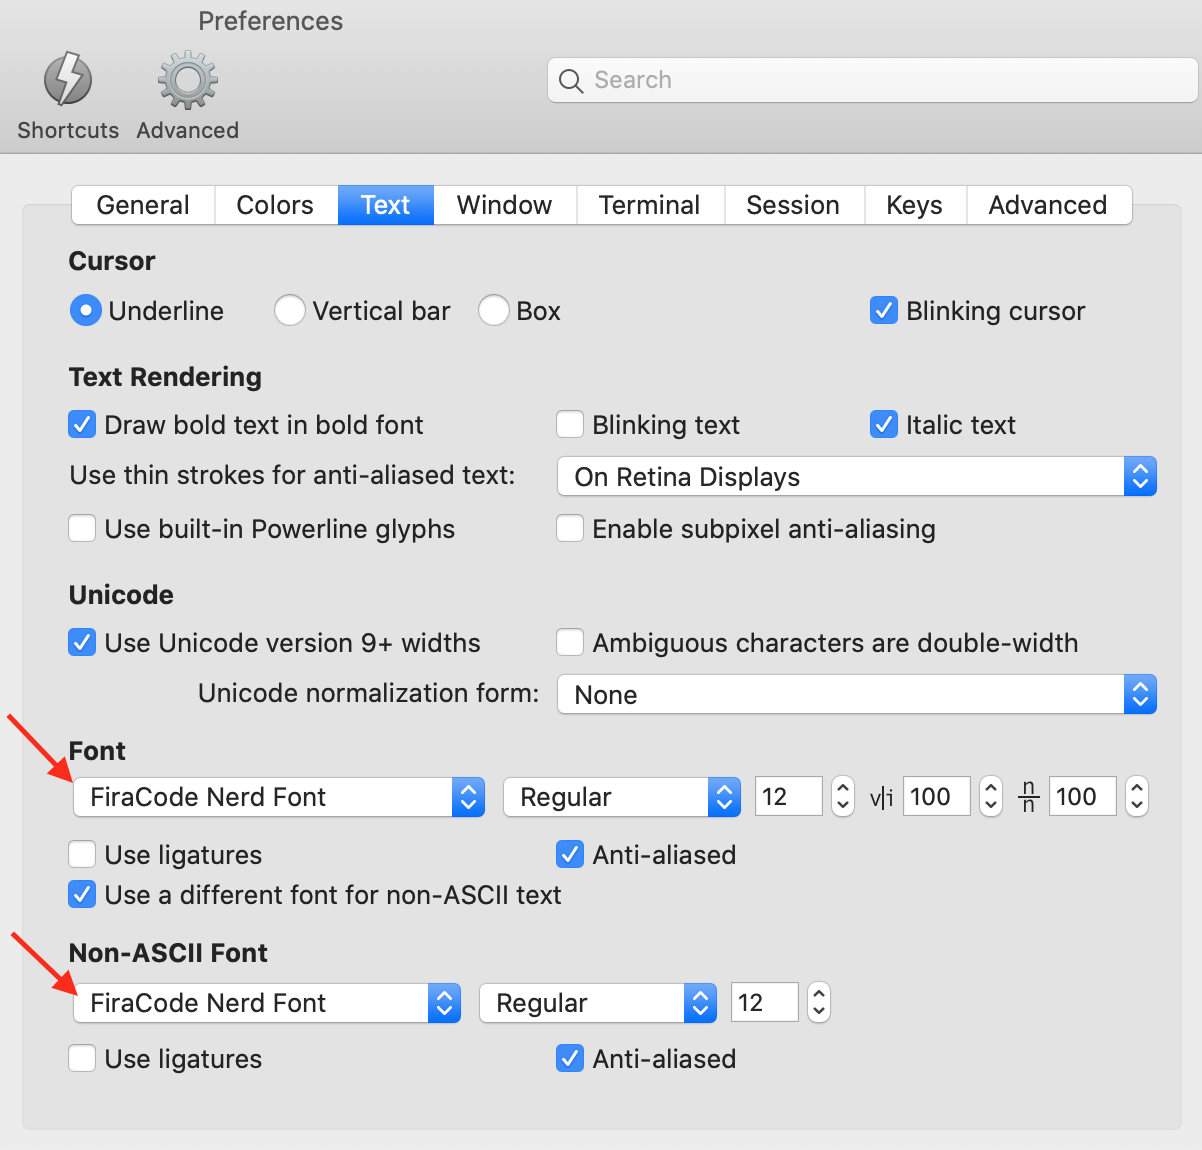 Preferences
Shortcuts Advanced
Search
General Colors Text Window Terminal Session Keys Advanced
Cursor
Underline Vertical bar Box Blinking cursor
Text Rendering
Draw bold text in bold font Blinking text Italic text
Use thin strokes for anti-aliased text: On Retina Displays
Use built-in Powerline glyphs Enable subpixel anti-aliasing
Unicode
Use Unicode version 9+ widths Ambiguous characters are double-width
Unicode normalization form: None
Font
FiraCode Nerd Font Regular 12 v|i 100 n/n 100
Use ligatures Anti-aliased
Use a different font for non-ASCII text
Non-ASCII Font
FiraCode Nerd Font Regular 12
Use ligatures Anti-aliased